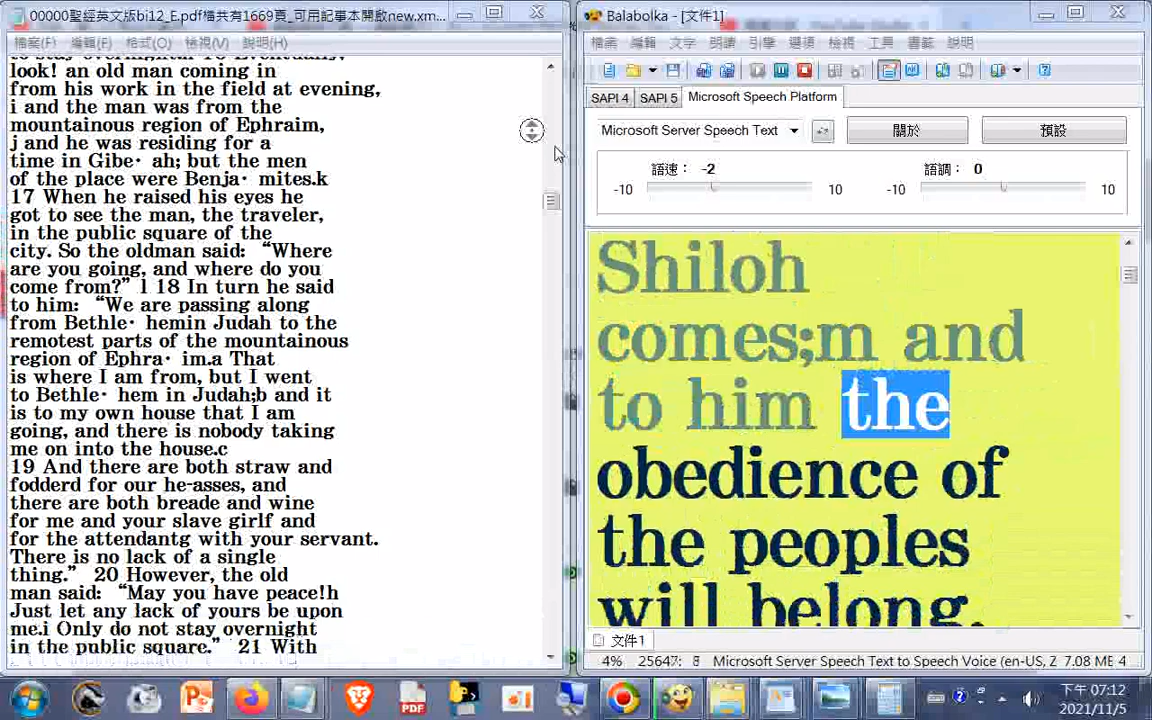 00000聖經英文版bi12_E.pdf檔共有1669頁_可用記事本開啟new.xm...
檔案(F) 編輯(E) 格式(O) 檢視(V) 說明(H)
look! an old man coming in
from his work in the field at evening,
i and the man was from the
mountainous region of Ephraim,
j and he was residing for a
time in Gibe· ah; but the men
of the place were Benja· mites.k
17 When he raised his eyes he
got to see the man, the traveler,
in the public square of the
city. So the oldman said: “Where
are you going, and where do you
come from?” l 18 In turn he said
to him: “We are passing along
from Bethle· hemin Judah to the
remotest parts of the mountainous
region of Ephra· im.a That
is where I am from, but I went
to Bethle· hem in Judah;b and it
is to my own house that I am
going, and there is nobody taking
me on into the house.c
19 And there are both straw and
fodderd for our he-asses, and
there are both breade and wine
for me and your slave girlf and
for the attendantg with your servant.
There is no lack of a single
thing.” 20 However, the old
man said: “May you have peace!h
Just let any lack of yours be upon
me.i Only do not stay overnight
in the public square.” 21 With
Balabolka - [文件1]
檔案 編輯 文字 朗讀 引擎 選項 檢視 工具 書籤 說明
SAPI 4 SAPI 5 Microsoft Speech Platform
Microsoft Server Speech Text 關於 預設
語速： -2 語調： 0
-10 10 -10 10
Shiloh
comes;m and
to him the
obedience of
the peoples
will belong.
文件1
4% 25647: 8 Microsoft Server Speech Text to Speech Voice (en-US, Z 7.08 ME 4
下午 07:12
2021/11/5